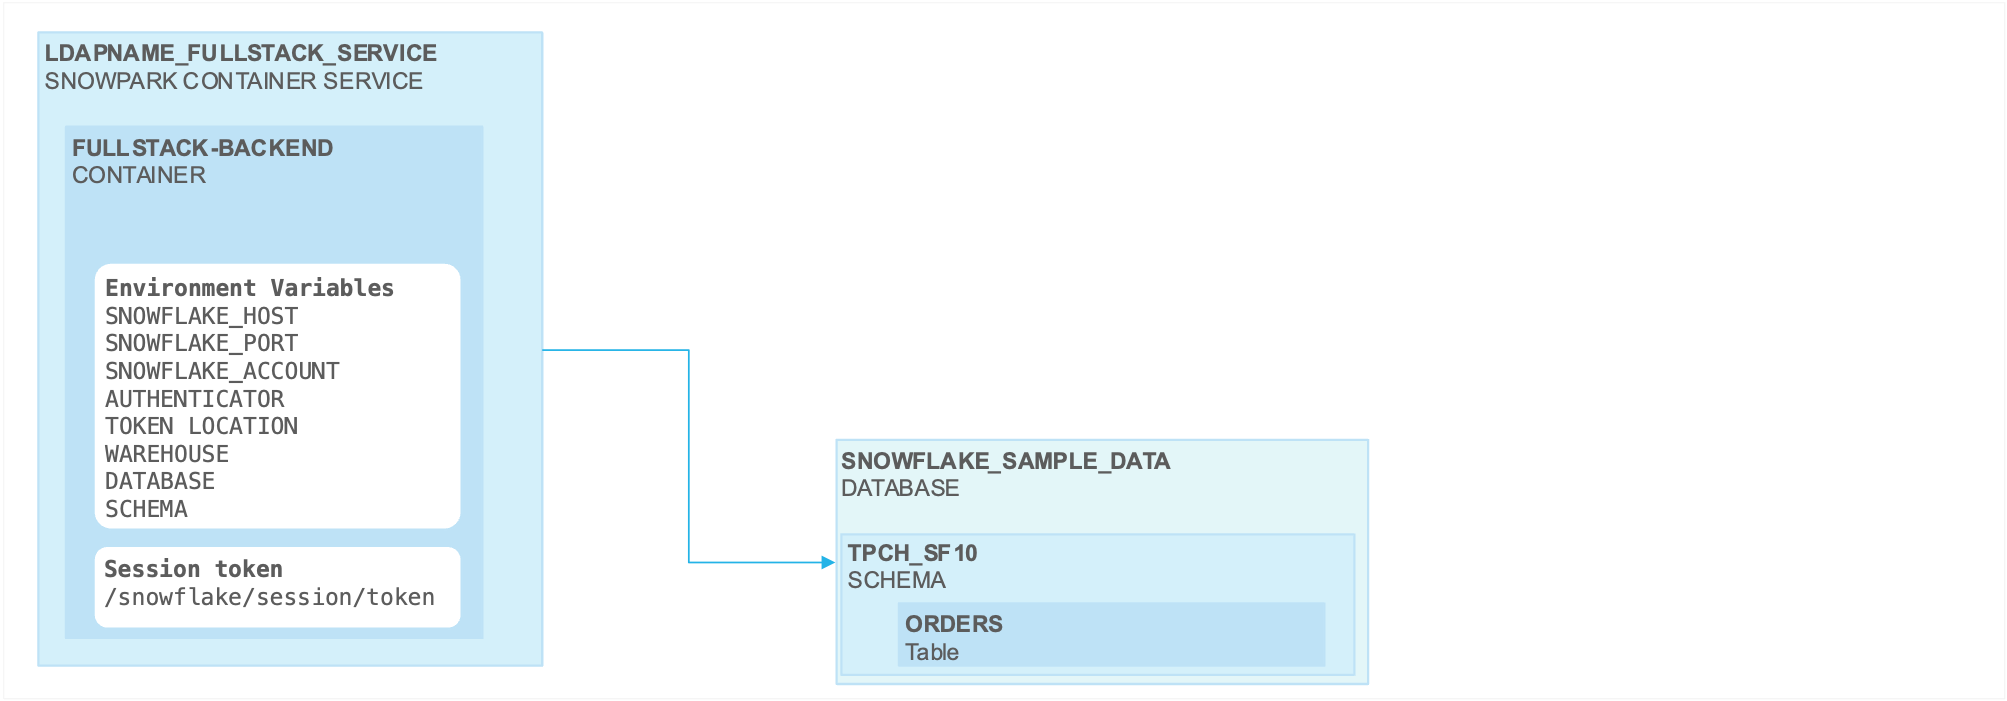 LDAPNAME_FULLSTACK_SERVICE
SNOWPARK CONTAINER SERVICE
FULLSTACK-BACKEND
CONTAINER
Environment Variables
SNOWFLAKE_HOST
SNOWFLAKE_PORT
SNOWFLAKE_ACCOUNT
AUTHENTICATOR
TOKEN LOCATION
WAREHOUSE
DATABASE
SCHEMA
Session token
/snowflake/session/token
SNOWFLAKE_SAMPLE_DATA
DATABASE
TPCH_SF10
SCHEMA
ORDERS
Table